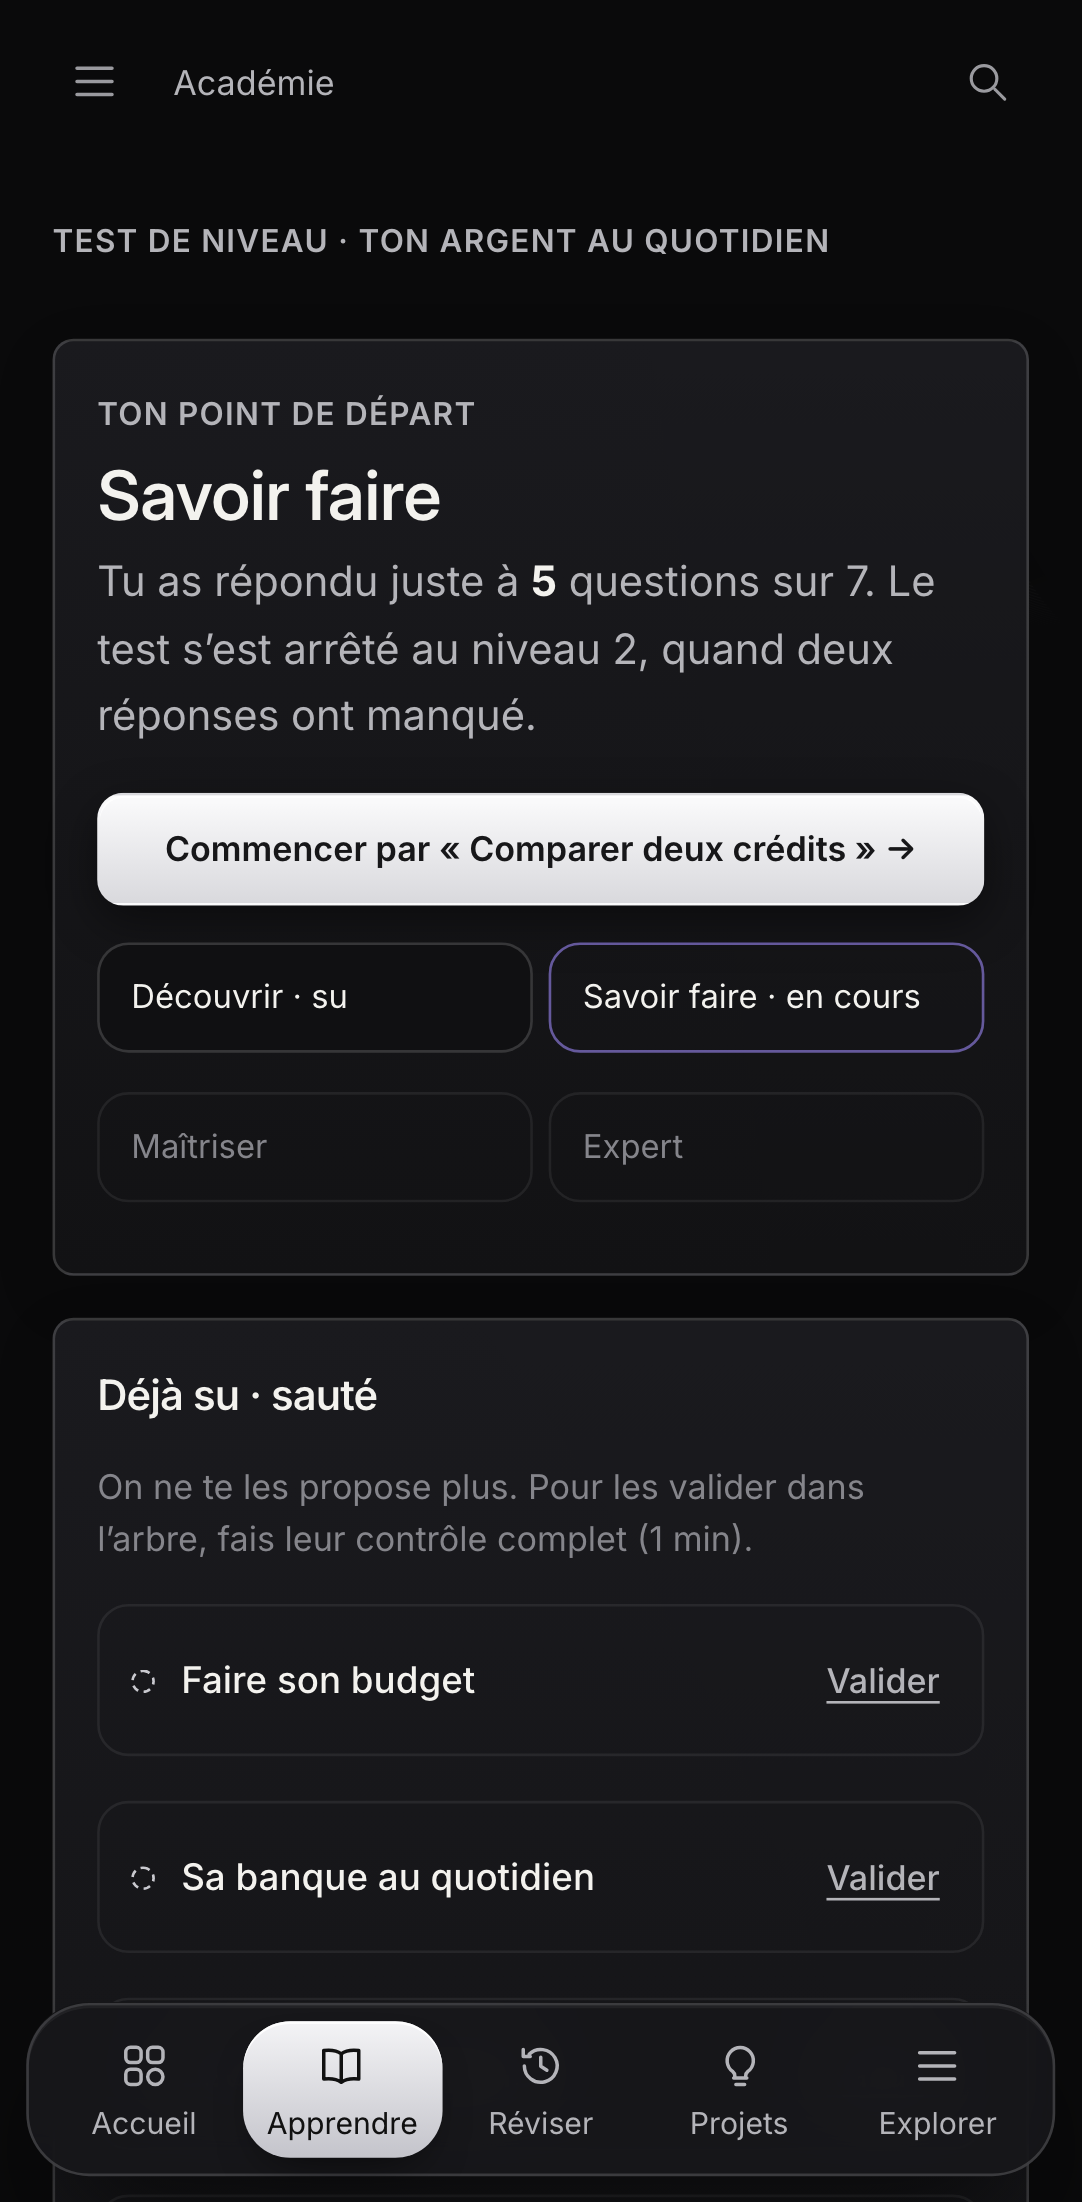 Académie
TEST DE NIVEAU · TON ARGENT AU QUOTIDIEN
TON POINT DE DÉPART
Savoir faire
Tu as répondu juste à 5 questions sur 7. Le
test s’est arrêté au niveau 2, quand deux
réponses ont manqué.
Commencer par « Comparer deux crédits » →
Découvrir · su
Savoir faire · en cours
Maîtriser
Expert
Déjà su · sauté
On ne te les propose plus. Pour les valider dans
l’arbre, fais leur contrôle complet (1 min).
Faire son budget
Valider
Sa banque au quotidien
Valider
Accueil
Apprendre
Réviser
Projets
Explorer